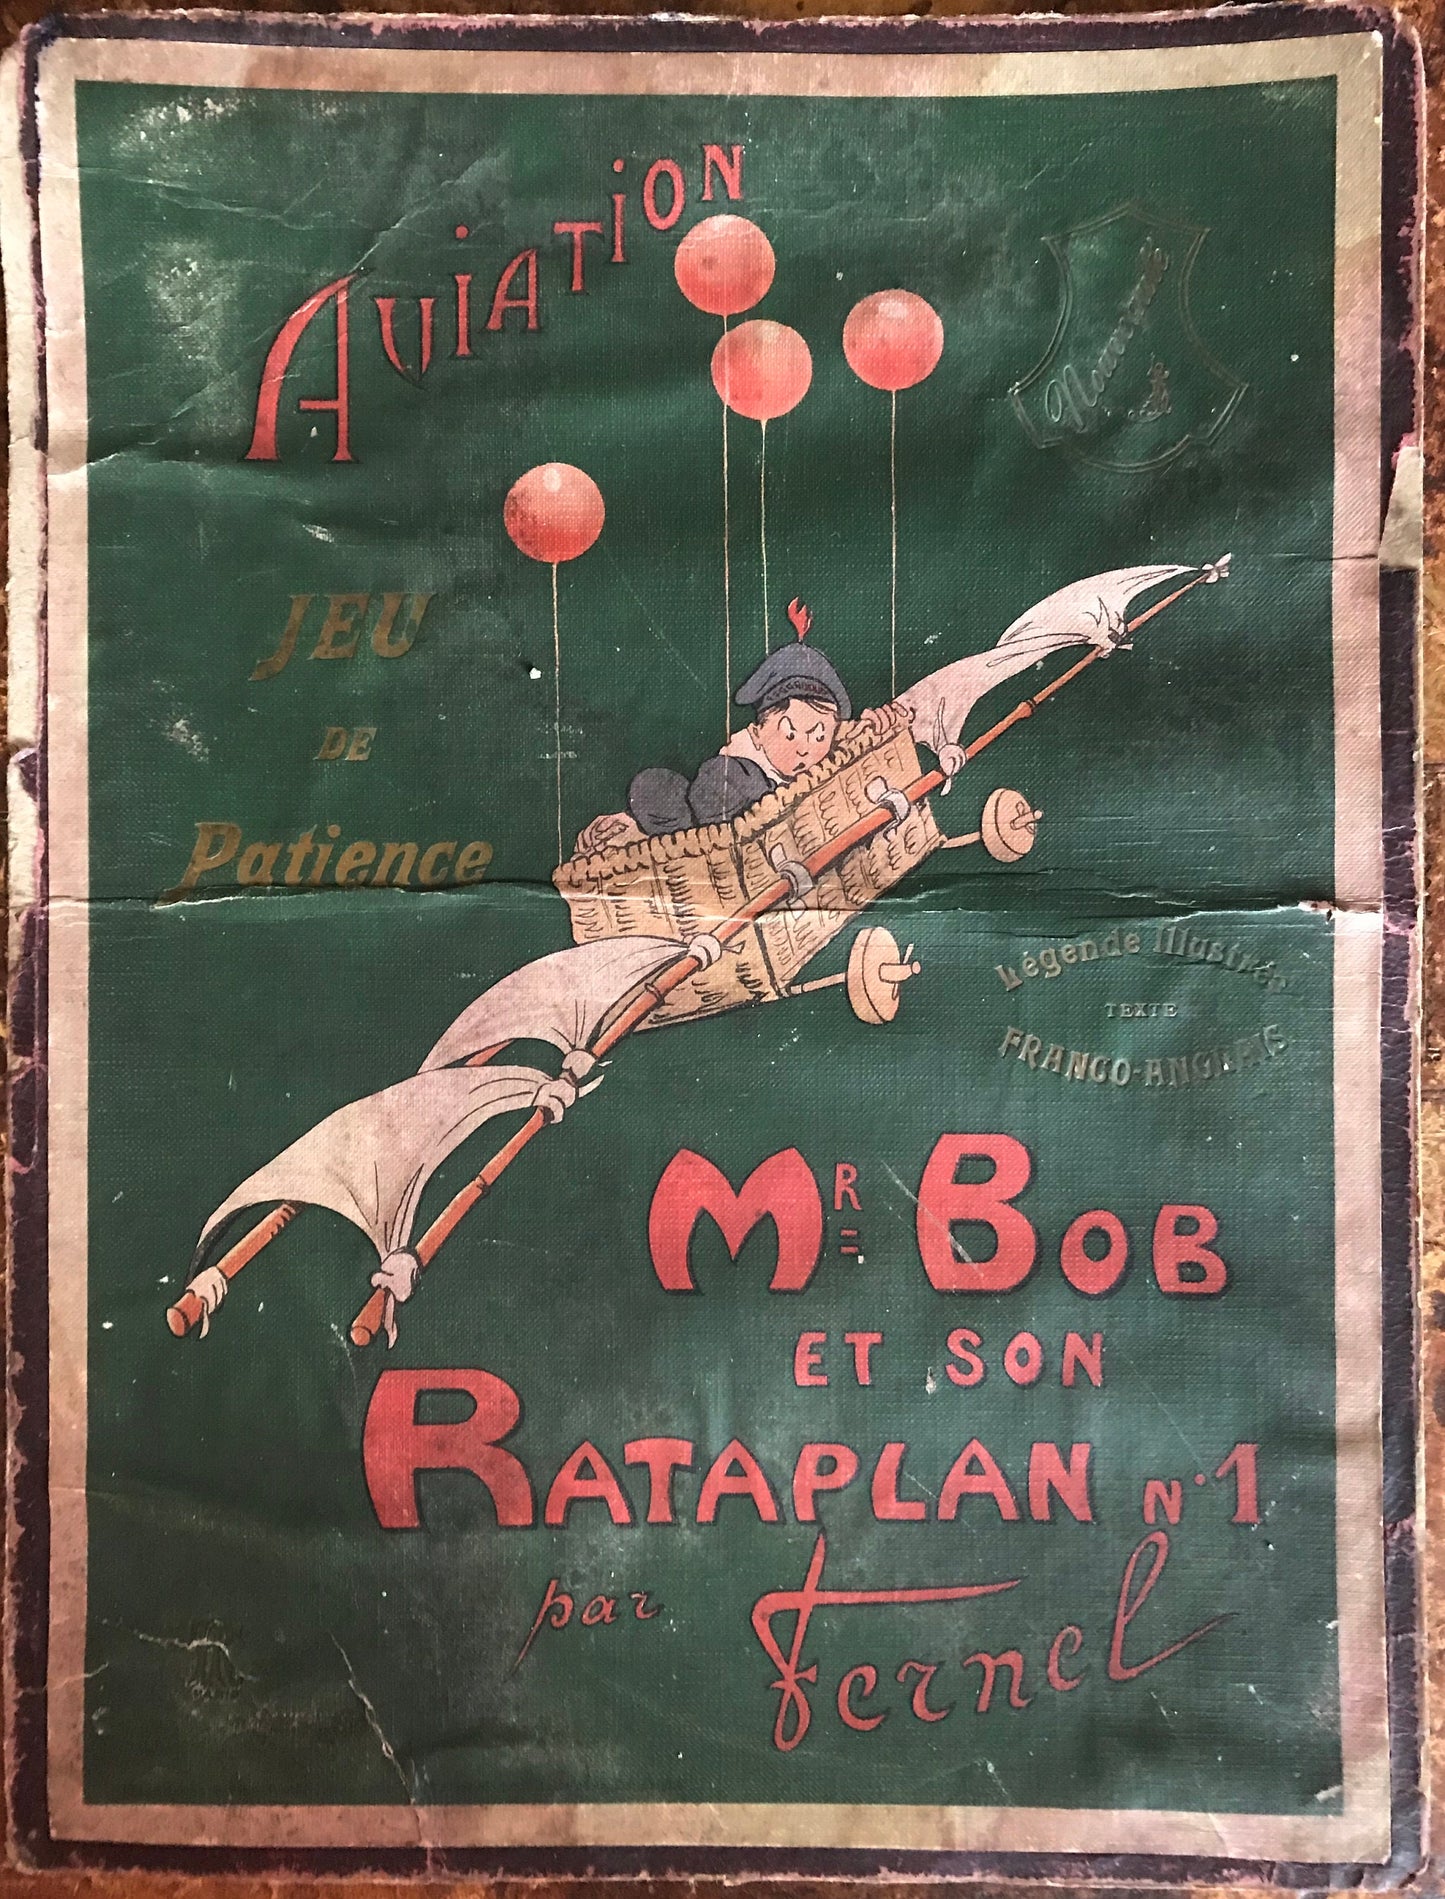 AViATiON
JEU
DE
Patience
Légende Illustrée
TEXTE
FRANCO-ANGLAIS
MR BOB
ET SON
RATAPLAN N°1
par Fernel